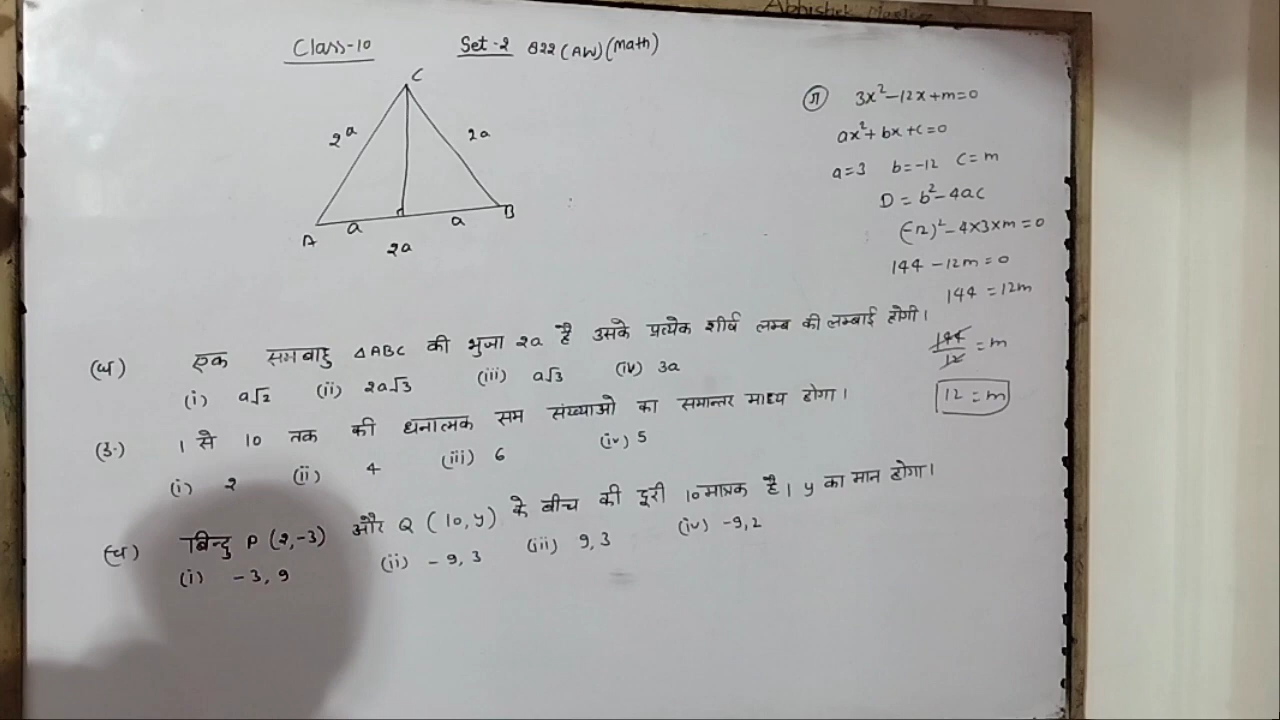 Abhishek
Class-10 Set-2 822 (AW) (Math)
C
2a 2a
A a a B
2a
(ग) 3x²-12x+m=0
ax²+bx+c=0
a=3 b=-12 c=m
D = b²-4ac
(-12)²-4×3×m=0
144-12m=0
144=12m
144/12=m
12=m
(घ) एक समबाहु △ABC की भुजा 2a है उसके प्रत्येक शीर्ष लम्ब की लम्बाई होगी।
(i) a√2 (ii) 2a√3 (iii) a√3 (iv) 3a
(ङ) 1 से 10 तक की धनात्मक सम संख्याओ का समान्तर माध्य होगा।
(i) 2 (ii) 4 (iii) 6 (iv) 5
(च) बिन्दु P (2,-3) और Q (10,y) के बीच की दूरी 10 मात्रक है। y का मान होगा।
(i) -3, 9 (ii) -9, 3 (iii) 9, 3 (iv) -9, 2